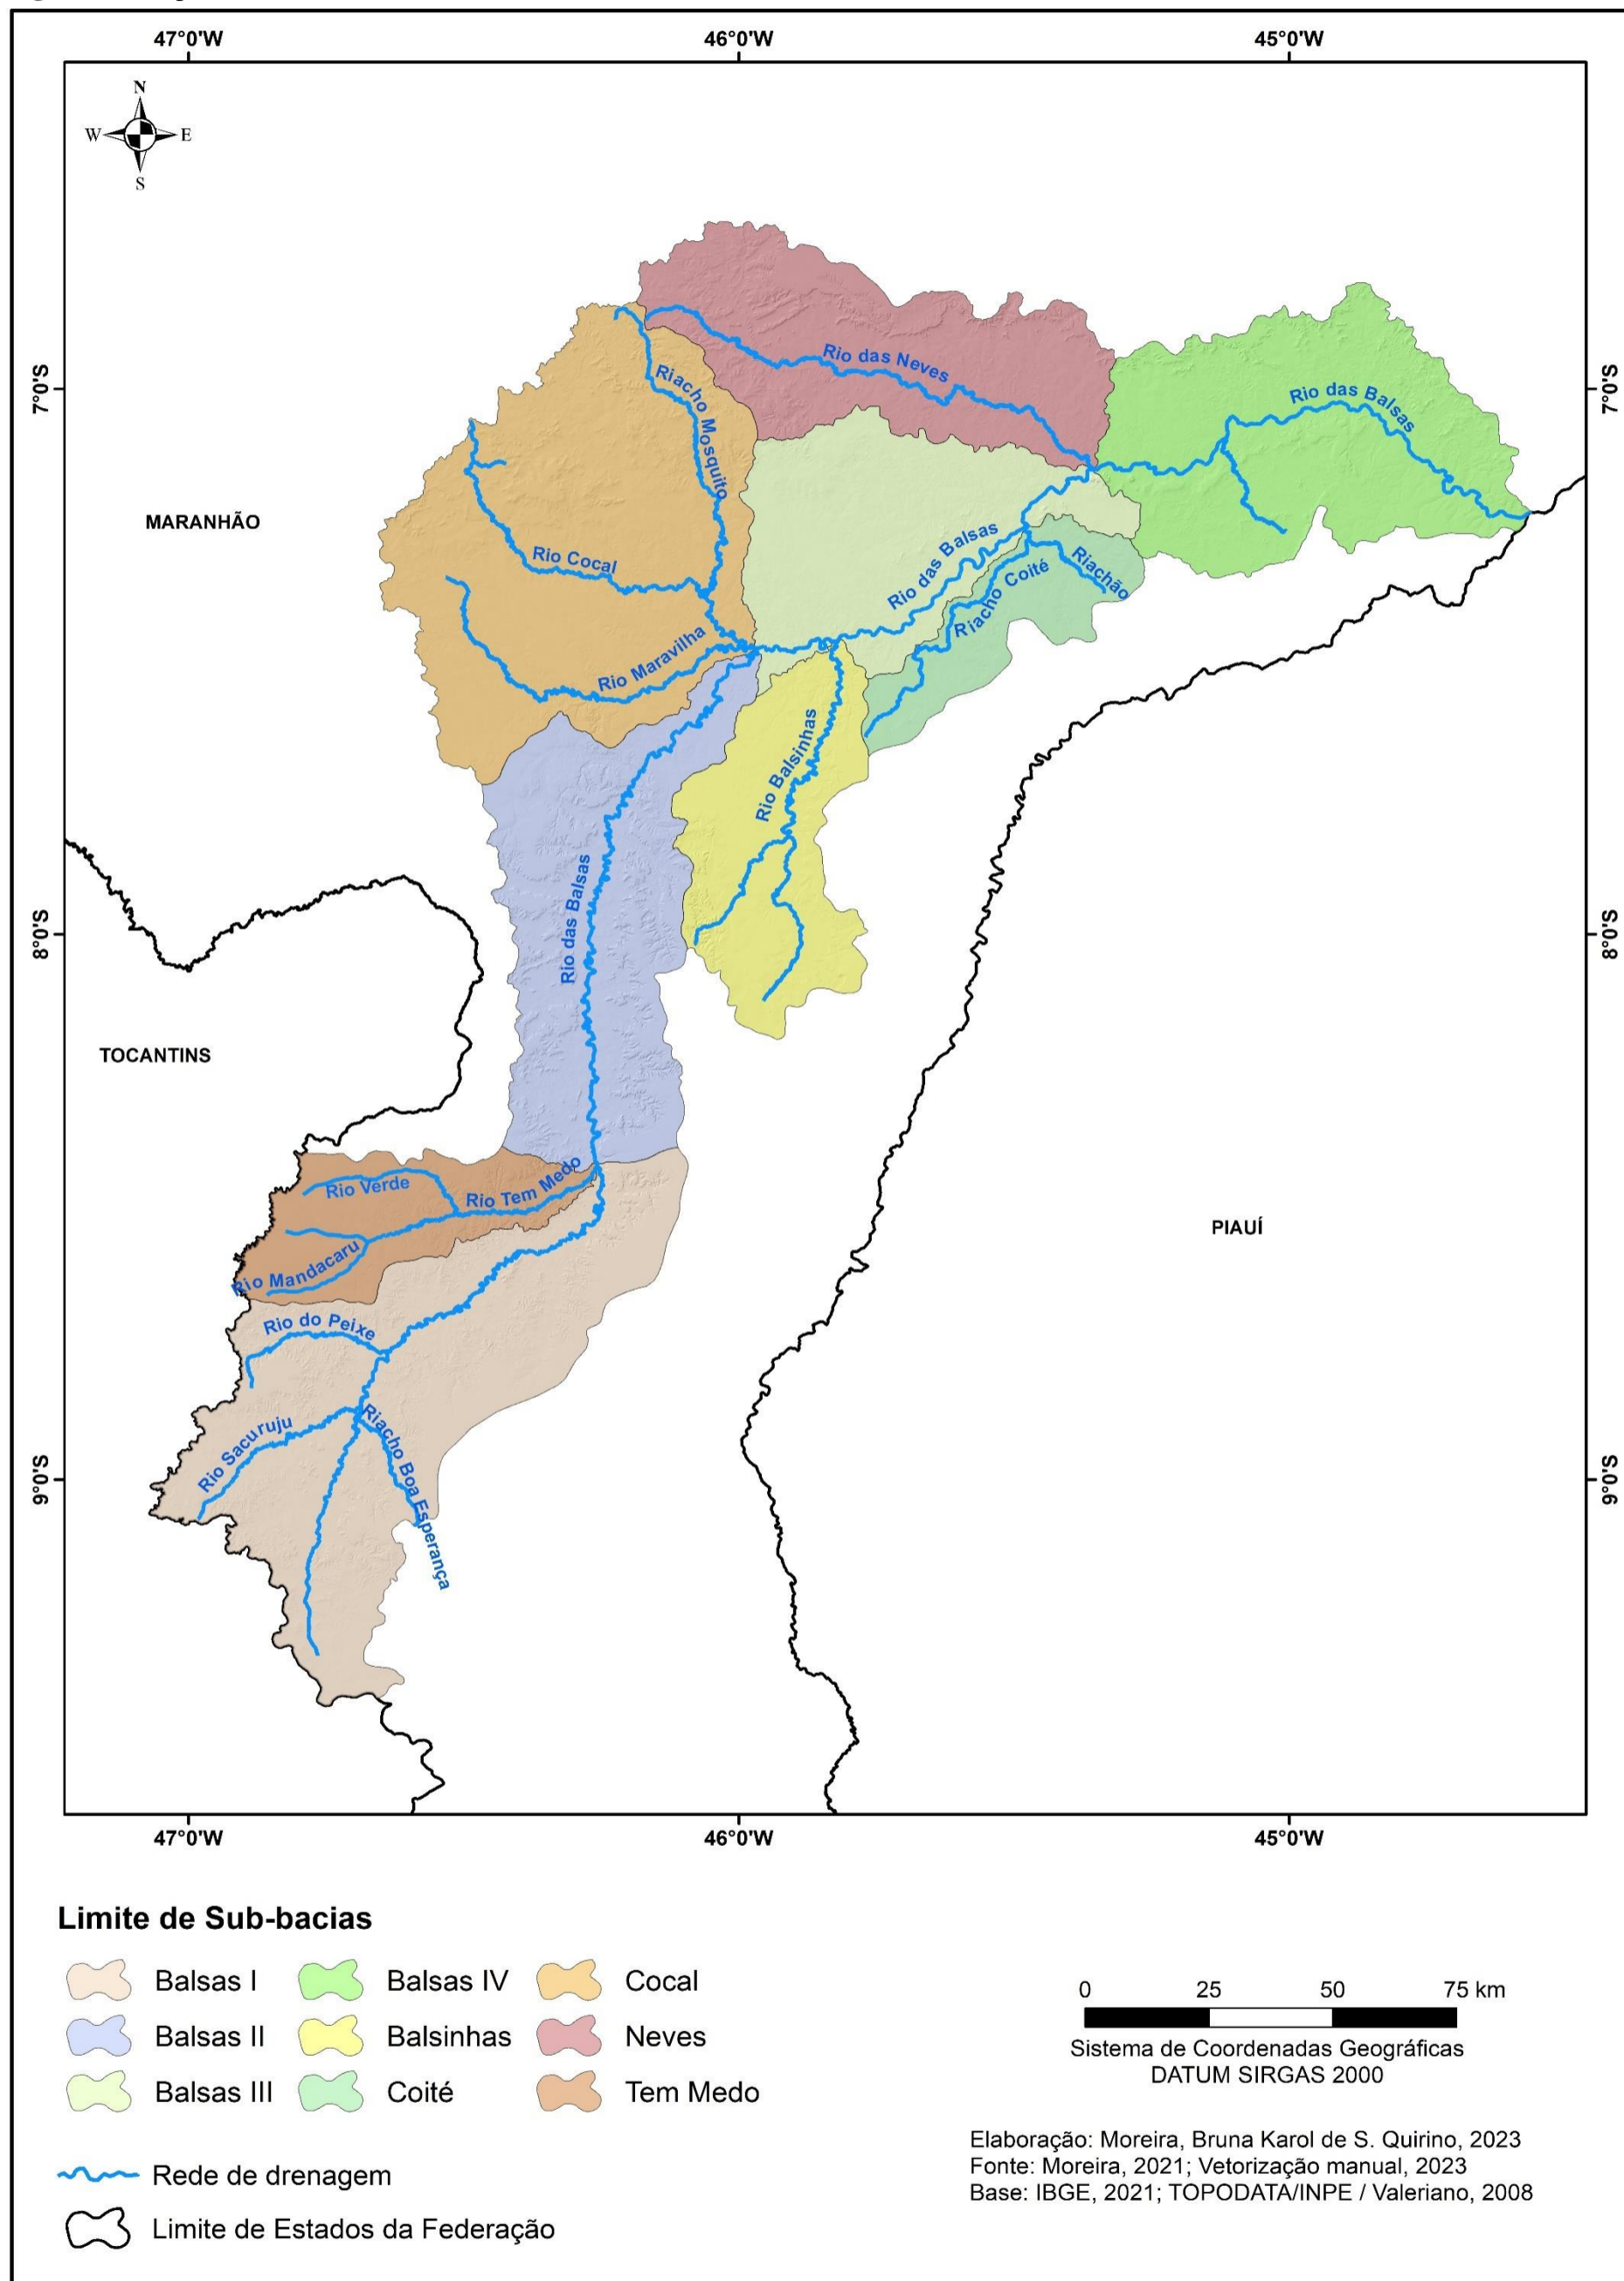 47°0'W 46°0'W 45°0'W
N
W E
S
7°0'S 7°0'S
Rio das Neves
Rio das Balsas
Riacho Mosquito
MARANHÃO
Rio Cocal
Rio das Balsas
Riacho Coité
Riachão
Rio Maravilha
Rio Balsinhas
Rio das Balsas
8°0'S 8°0'S
TOCANTINS
Rio Verde
Rio Tem Medo
PIAUÍ
Rio Mandacaru
Rio do Peixe
Rio Sacuruju
Riacho Boa Esperança
9°0'S 9°0'S
47°0'W 46°0'W 45°0'W
Limite de Sub-bacias
Balsas I Balsas IV Cocal
Balsas II Balsinhas Neves
Balsas III Coité Tem Medo
Rede de drenagem
Limite de Estados da Federação
0 25 50 75 km
Sistema de Coordenadas Geográficas
DATUM SIRGAS 2000
Elaboração: Moreira, Bruna Karol de S. Quirino, 2023
Fonte: Moreira, 2021; Vetorização manual, 2023
Base: IBGE, 2021; TOPODATA/INPE / Valeriano, 2008